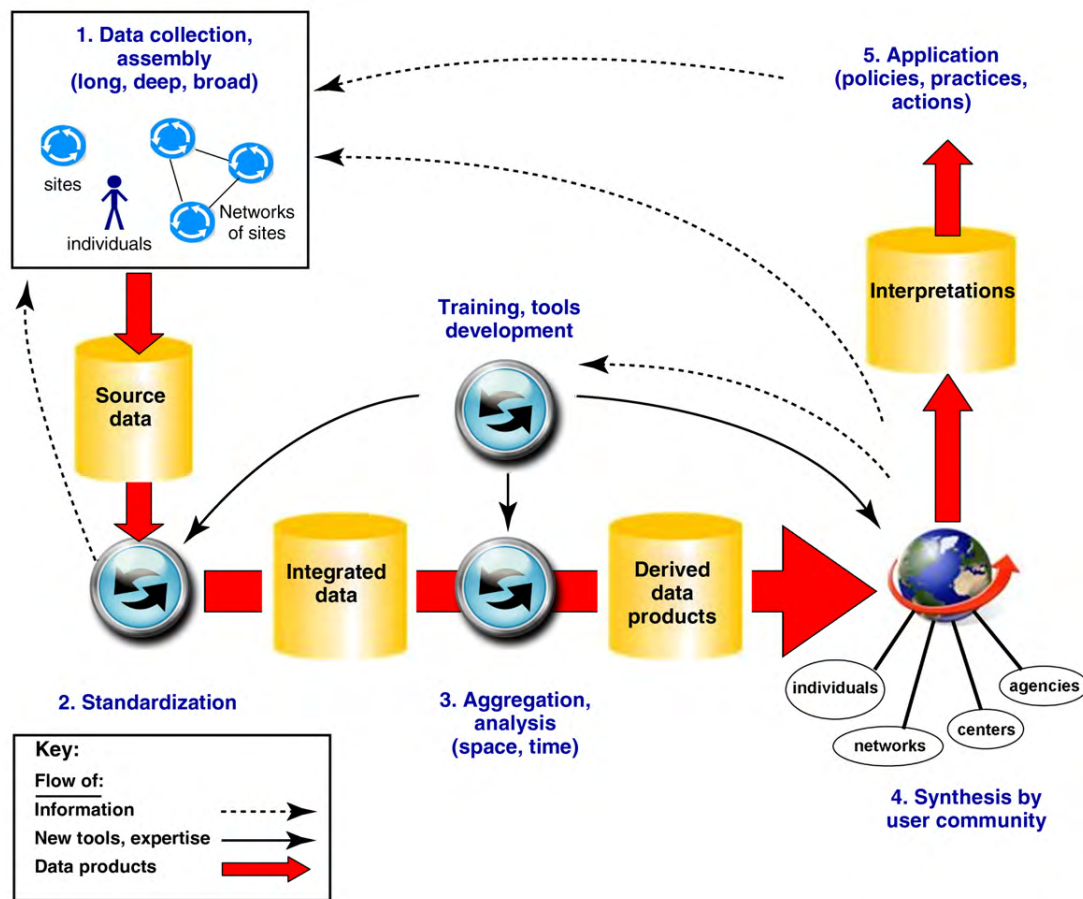 1. Data collection,
assembly
(long, deep, broad)
sites
individuals
Networks
of sites
5. Application
(policies, practices,
actions)
Interpretations
Training, tools
development
Source
data
Integrated
data
Derived
data
products
2. Standardization
3. Aggregation,
analysis
(space, time)
individuals
networks
centers
agencies
4. Synthesis by
user community
Key:
Flow of:
Information
New tools, expertise
Data products